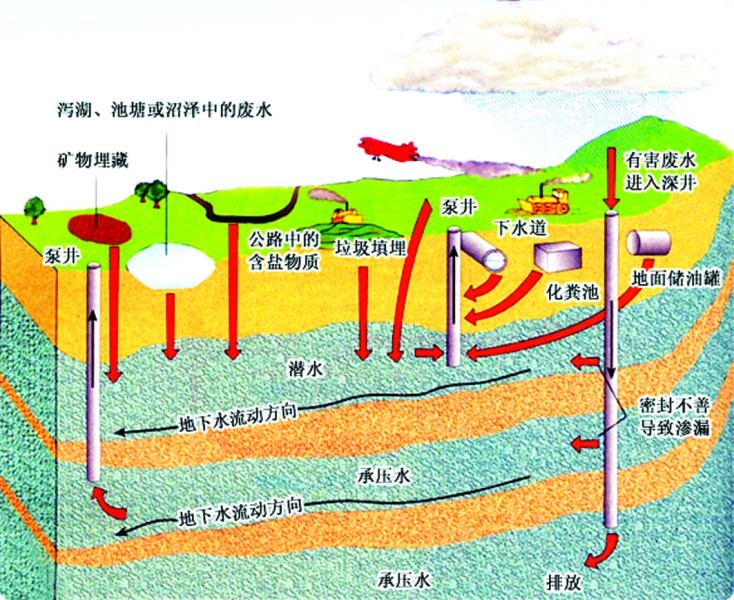 泻湖、池塘或沼泽中的废水
矿物埋藏
有害废水
进入深井
泵井
下水道
泵井
公路中的
含盐物质
垃圾填埋
化粪池
地面储油罐
潜水
地下水流动方向
密封不善
导致渗漏
承压水
地下水流动方向
承压水
排放